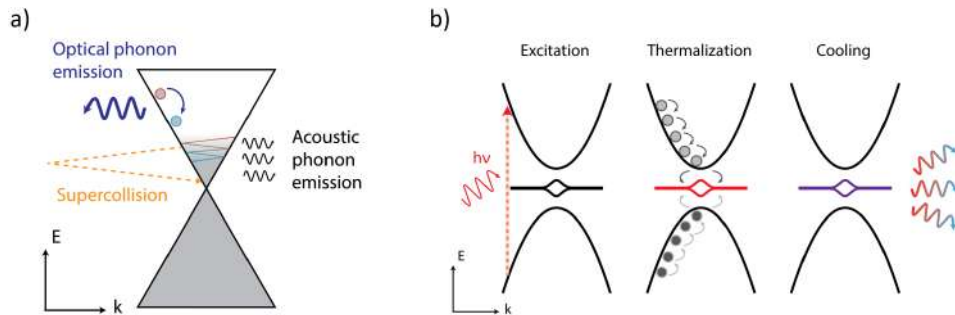 a)
Optical phonon
emission
Acoustic
phonon
emission
Supercollision
E
k
b)
Excitation
Thermalization
Cooling
hν
E
k